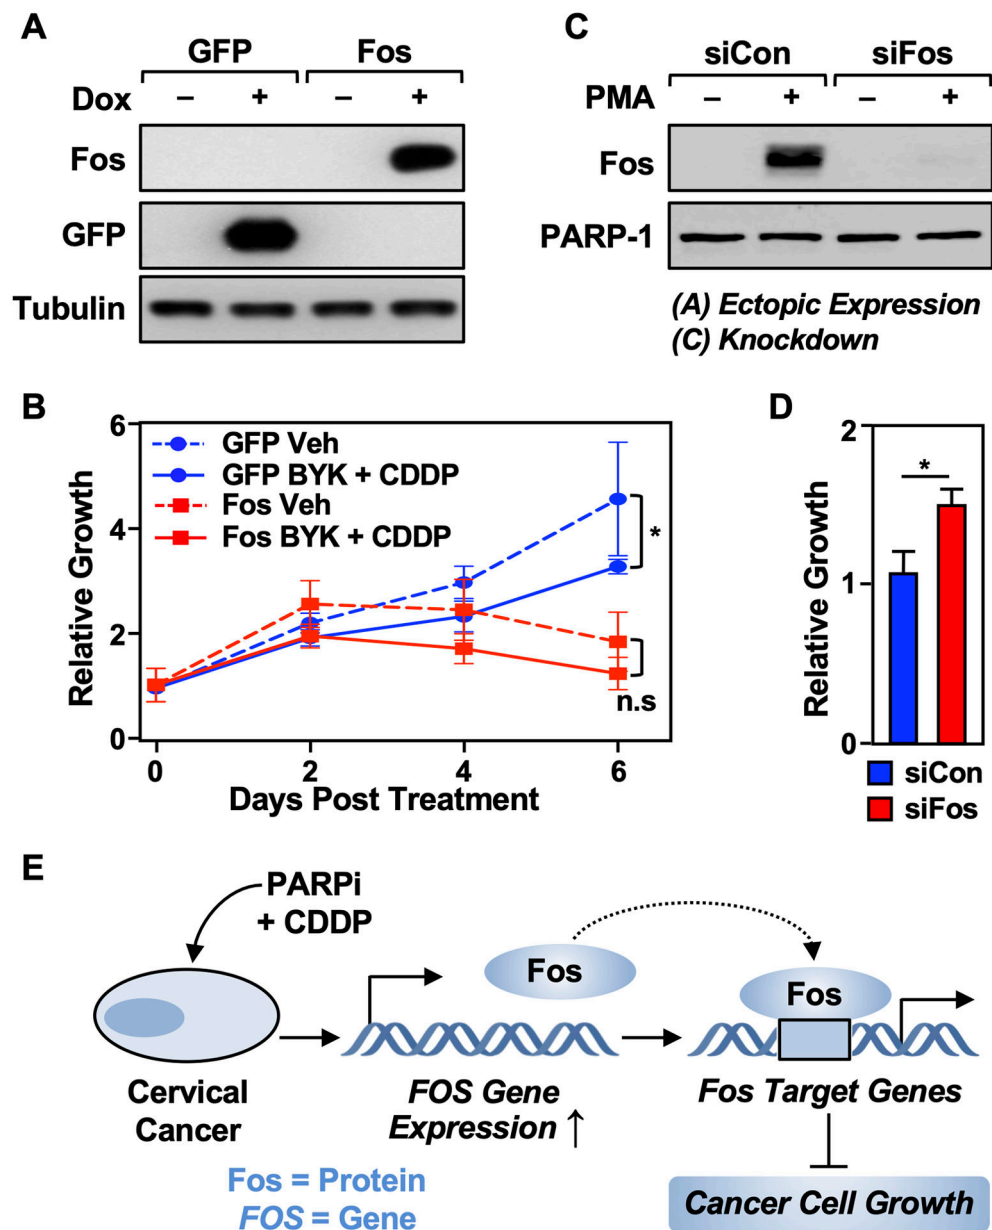 A
GFP Fos
Dox – + – +
Fos
GFP
Tubulin
C
siCon siFos
PMA – + – +
Fos
PARP-1
(A) Ectopic Expression
(C) Knockdown
B
6
4
2
0
Relative Growth
GFP Veh
GFP BYK + CDDP
Fos Veh
Fos BYK + CDDP
*
n.s
0 2 4 6
Days Post Treatment
D
2
1
0
Relative Growth
*
siCon
siFos
E
PARPi
+ CDDP
Fos
Fos
Cervical
Cancer
FOS Gene
Expression ↑
Fos Target Genes
Fos = Protein
FOS = Gene
Cancer Cell Growth